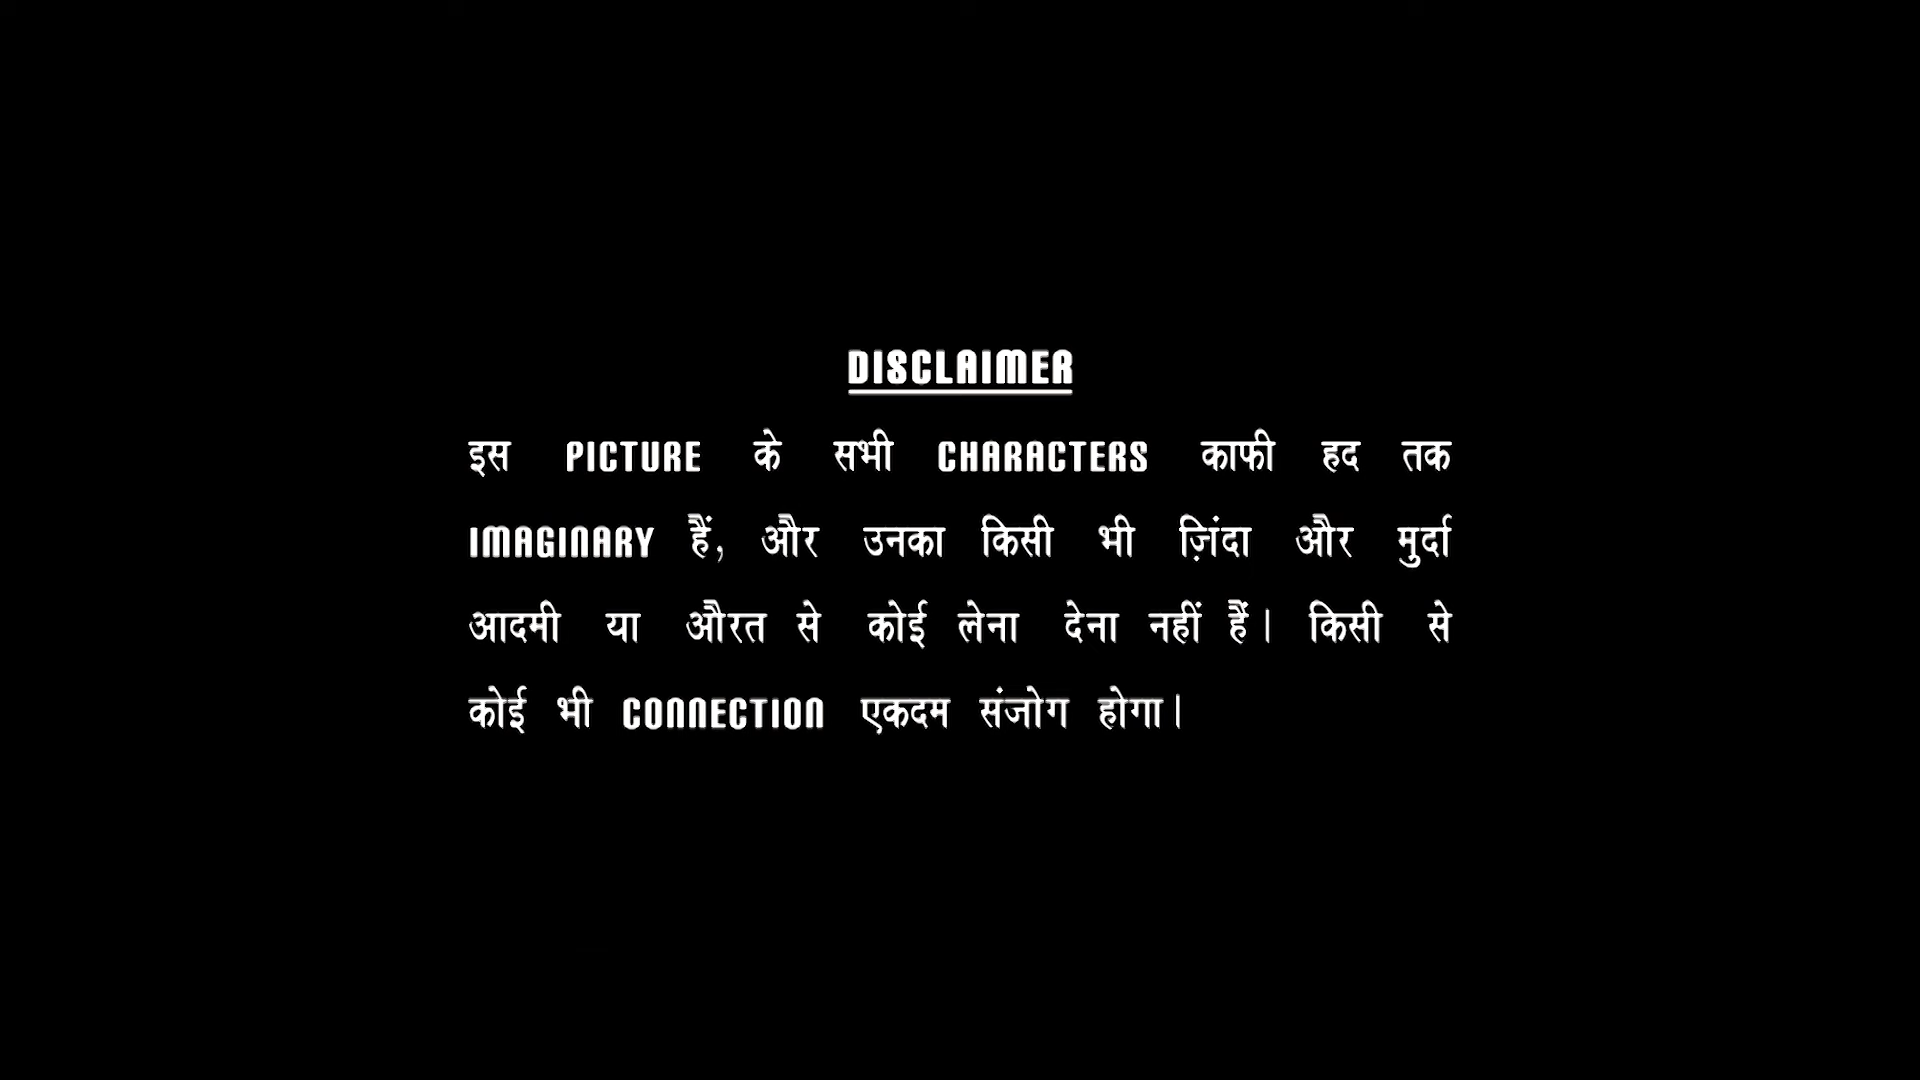 DISCLAIMER
इस PICTURE के सभी CHARACTERS काफी हद तक
IMAGINARY हैं, और उनका किसी भी ज़िंदा और मुर्दा
आदमी या औरत से कोई लेना देना नहीं हैं। किसी से
कोई भी CONNECTION एकदम संजोग होगा।